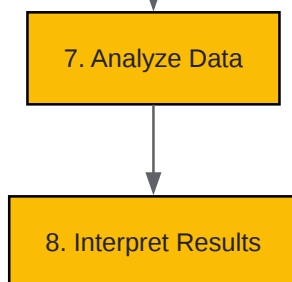 7. Analyze Data
8. Interpret Results